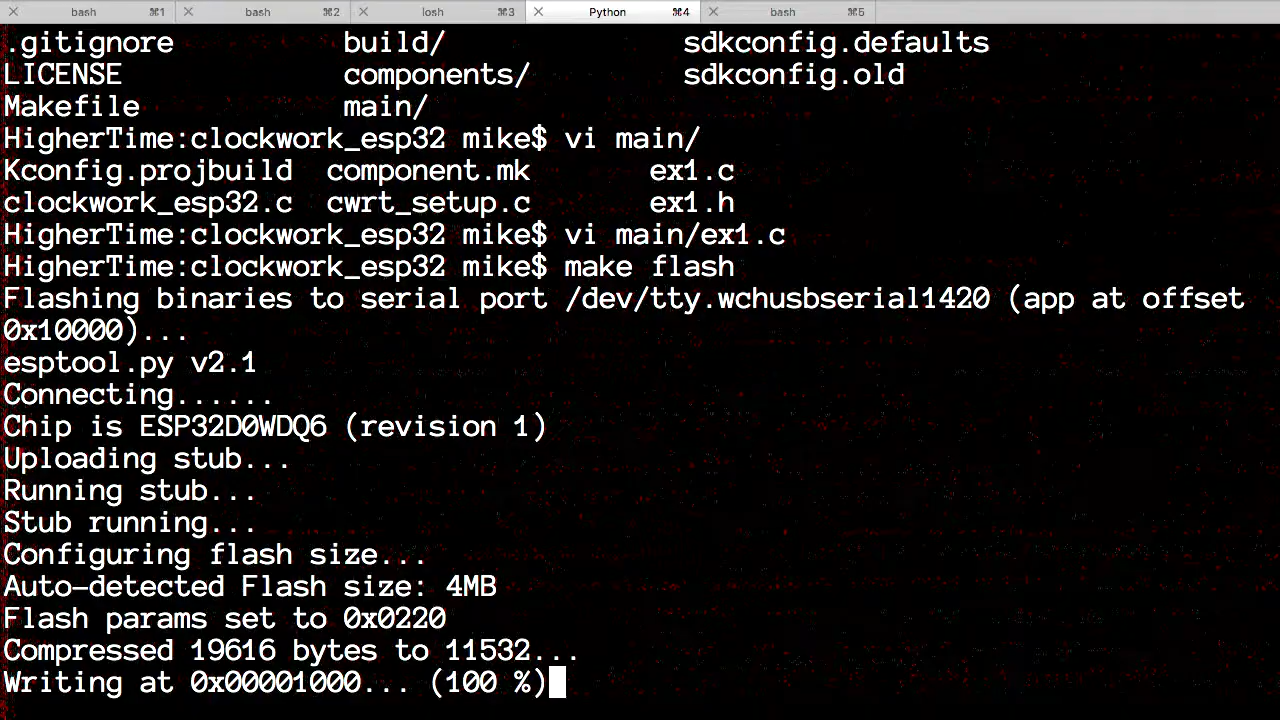 bash ⌘1 bash ⌘2 losh ⌘3 Python ⌘4 bash ⌘5
.gitignore build/ sdkconfig.defaults
LICENSE components/ sdkconfig.old
Makefile main/
HigherTime:clockwork_esp32 mike$ vi main/
Kconfig.projbuild component.mk ex1.c
clockwork_esp32.c cwrt_setup.c ex1.h
HigherTime:clockwork_esp32 mike$ vi main/ex1.c
HigherTime:clockwork_esp32 mike$ make flash
Flashing binaries to serial port /dev/tty.wchusbserial1420 (app at offset
0x10000)...
esptool.py v2.1
Connecting......
Chip is ESP32D0WDQ6 (revision 1)
Uploading stub...
Running stub...
Stub running...
Configuring flash size...
Auto-detected Flash size: 4MB
Flash params set to 0x0220
Compressed 19616 bytes to 11532...
Writing at 0x00001000... (100 %)